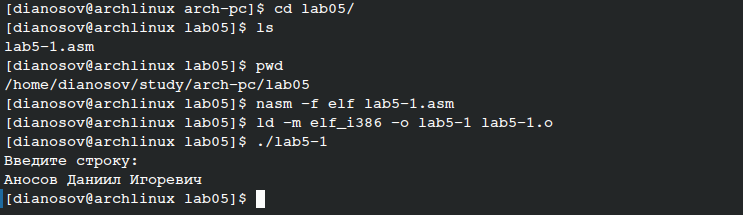 [dianosov@archlinux arch-pc]$ cd lab05/
[dianosov@archlinux lab05]$ ls
lab5-1.asm
[dianosov@archlinux lab05]$ pwd
/home/dianosov/study/arch-pc/lab05
[dianosov@archlinux lab05]$ nasm -f elf lab5-1.asm
[dianosov@archlinux lab05]$ ld -m elf_i386 -o lab5-1 lab5-1.o
[dianosov@archlinux lab05]$ ./lab5-1
Введите строку:
Аносов Даниил Игоревич
[dianosov@archlinux lab05]$